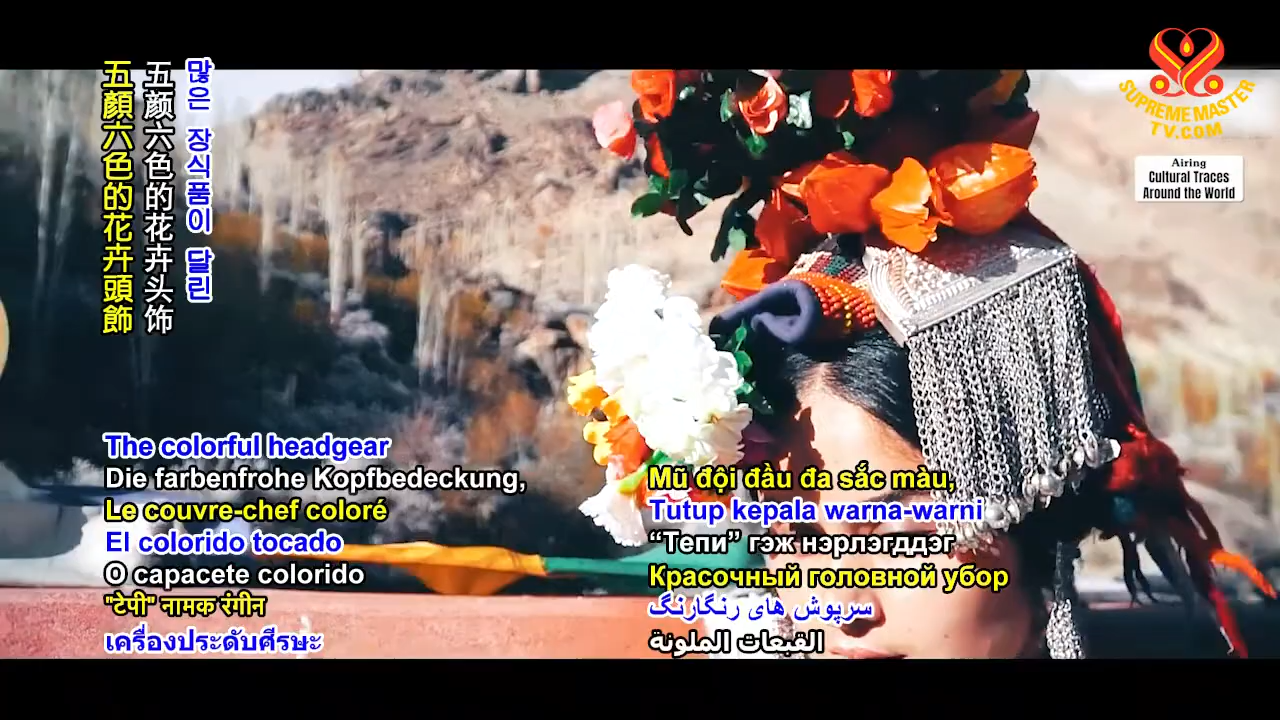 五顏六色的花卉頭飾
五颜六色的花卉头饰
많은 장식품이 달린
SUPREME MASTER
TV.COM
Airing
Cultural Traces
Around the World
The colorful headgear
Die farbenfrohe Kopfbedeckung,
Le couvre-chef coloré
El colorido tocado
O capacete colorido
"टेपी" नामक रंगीन
เครื่องประดับศีรษะ
Mũ đội đầu đa sắc màu,
Tutup kepala warna-warni
“Тепи” гэж нэрлэгддэг
Красочный головной убор
سرپوش های رنگارنگ
القبعات الملونة